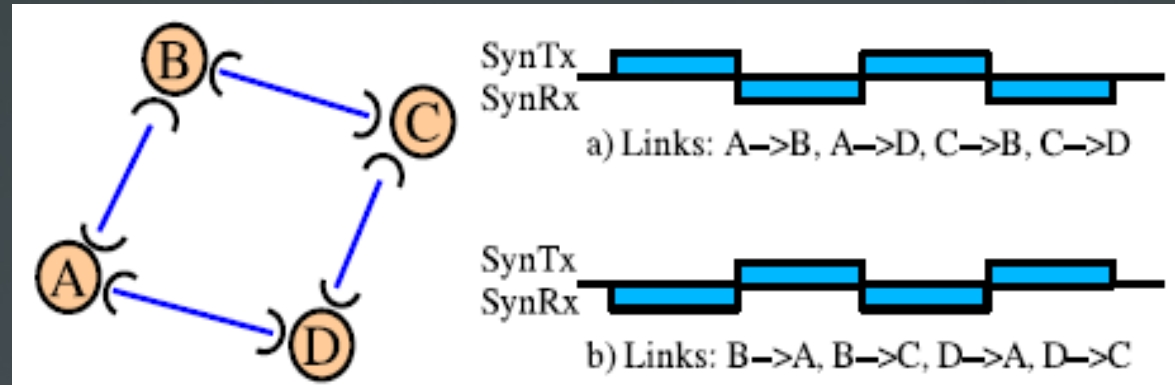 B
C
A
D
SynTx
SynRx
a) Links: A−>B, A−>D, C−>B, C−>D
SynTx
SynRx
b) Links: B−>A, B−>C, D−>A, D−>C